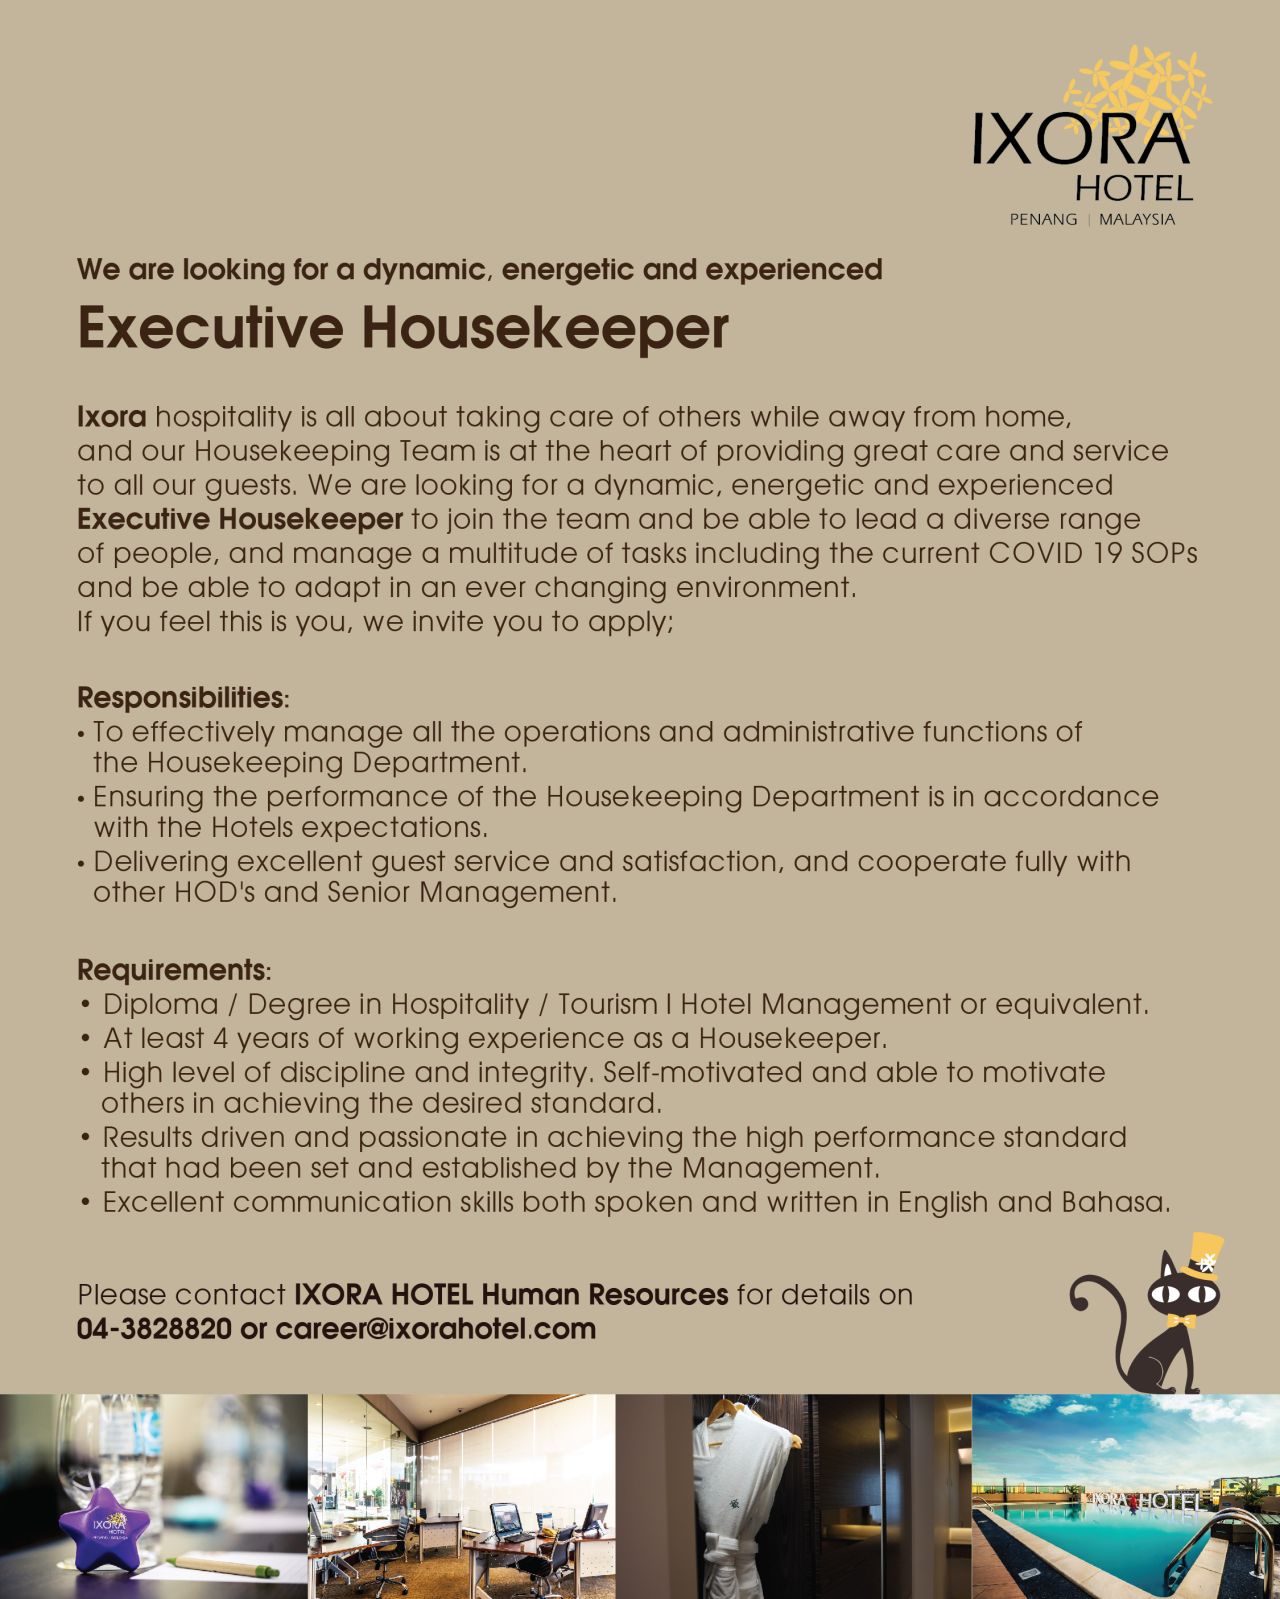 IXORA
HOTEL
PENANG | MALAYSIA
We are looking for a dynamic, energetic and experienced
Executive Housekeeper
Ixora hospitality is all about taking care of others while away from home,
and our Housekeeping Team is at the heart of providing great care and service
to all our guests. We are looking for a dynamic, energetic and experienced
Executive Housekeeper to join the team and be able to lead a diverse range
of people, and manage a multitude of tasks including the current COVID 19 SOPs
and be able to adapt in an ever changing environment.
If you feel this is you, we invite you to apply;
Responsibilities:
• To effectively manage all the operations and administrative functions of
the Housekeeping Department.
• Ensuring the performance of the Housekeeping Department is in accordance
with the Hotels expectations.
• Delivering excellent guest service and satisfaction, and cooperate fully with
other HOD's and Senior Management.
Requirements:
• Diploma / Degree in Hospitality / Tourism I Hotel Management or equivalent.
• At least 4 years of working experience as a Housekeeper.
• High level of discipline and integrity. Self-motivated and able to motivate
others in achieving the desired standard.
• Results driven and passionate in achieving the high performance standard
that had been set and established by the Management.
• Excellent communication skills both spoken and written in English and Bahasa.
Please contact IXORA HOTEL Human Resources for details on
04-3828820 or career@ixorahotel.com
IXORA
HOTEL
PENANG | MALAYSIA
IXORA HOTEL